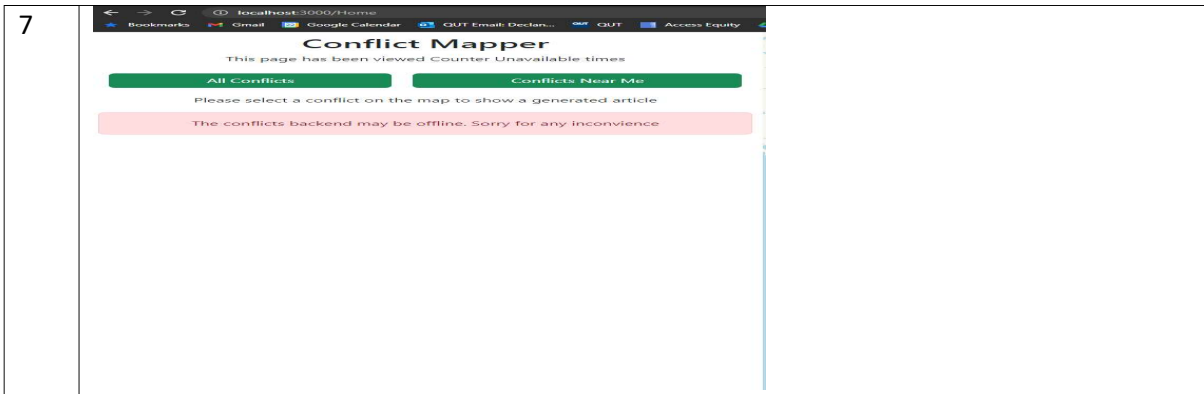 7
localhost:3000/Home
Bookmarks Gmail Google Calendar QUT Email: Declan... QUT QUT Access Equity
Conflict Mapper
This page has been viewed Counter Unavailable times
All Conflicts Conflicts Near Me
Please select a conflict on the map to show a generated article
The conflicts backend may be offline. Sorry for any inconvience